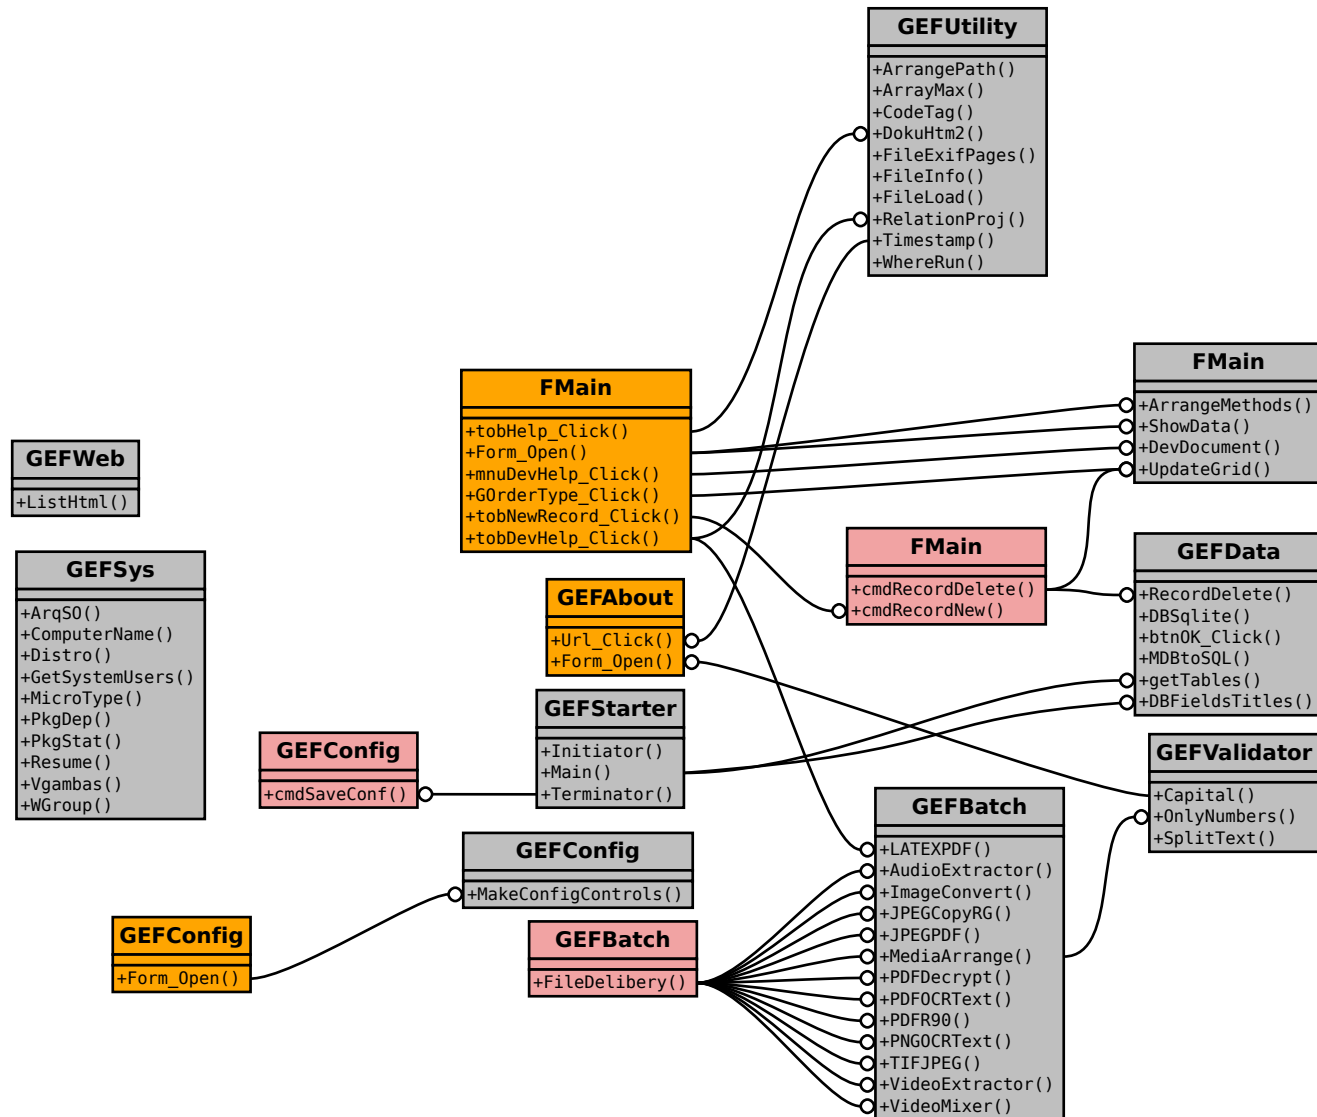 GEFUtility
+ArrangePath()
+ArrayMax()
+CodeTag()
+DokuHtm2()
+FileExifPages()
+FileInfo()
+FileLoad()
+RelationProj()
+Timestamp()
+WhereRun()
FMain
+ArrangeMethods()
+ShowData()
+DevDocument()
+UpdateGrid()
FMain
+tobHelp_Click()
+Form_Open()
+mnuDevHelp_Click()
+GOrderType_Click()
+tobNewRecord_Click()
+tobDevHelp_Click()
GEFWeb
+ListHtml()
FMain
+cmdRecordDelete()
+cmdRecordNew()
GEFData
+RecordDelete()
+DBSqlite()
+btnOK_Click()
+MDBtoSQL()
+getTables()
+DBFieldsTitles()
GEFSys
+ArqSO()
+ComputerName()
+Distro()
+GetSystemUsers()
+MicroType()
+PkgDep()
+PkgStat()
+Resume()
+Vgambas()
+WGroup()
GEFAbout
+Url_Click()
+Form_Open()
GEFStarter
+Initiator()
+Main()
+Terminator()
GEFConfig
+cmdSaveConf()
GEFValidator
+Capital()
+OnlyNumbers()
+SplitText()
GEFBatch
+LATEXPDF()
+AudioExtractor()
+ImageConvert()
+JPEGCopyRG()
+JPEGPDF()
+MediaArrange()
+PDFDecrypt()
+PDFOCRText()
+PDFR90()
+PNGOCRText()
+TIFJPEG()
+VideoExtractor()
+VideoMixer()
GEFConfig
+MakeConfigControls()
GEFConfig
+Form_Open()
GEFBatch
+FileDelibery()